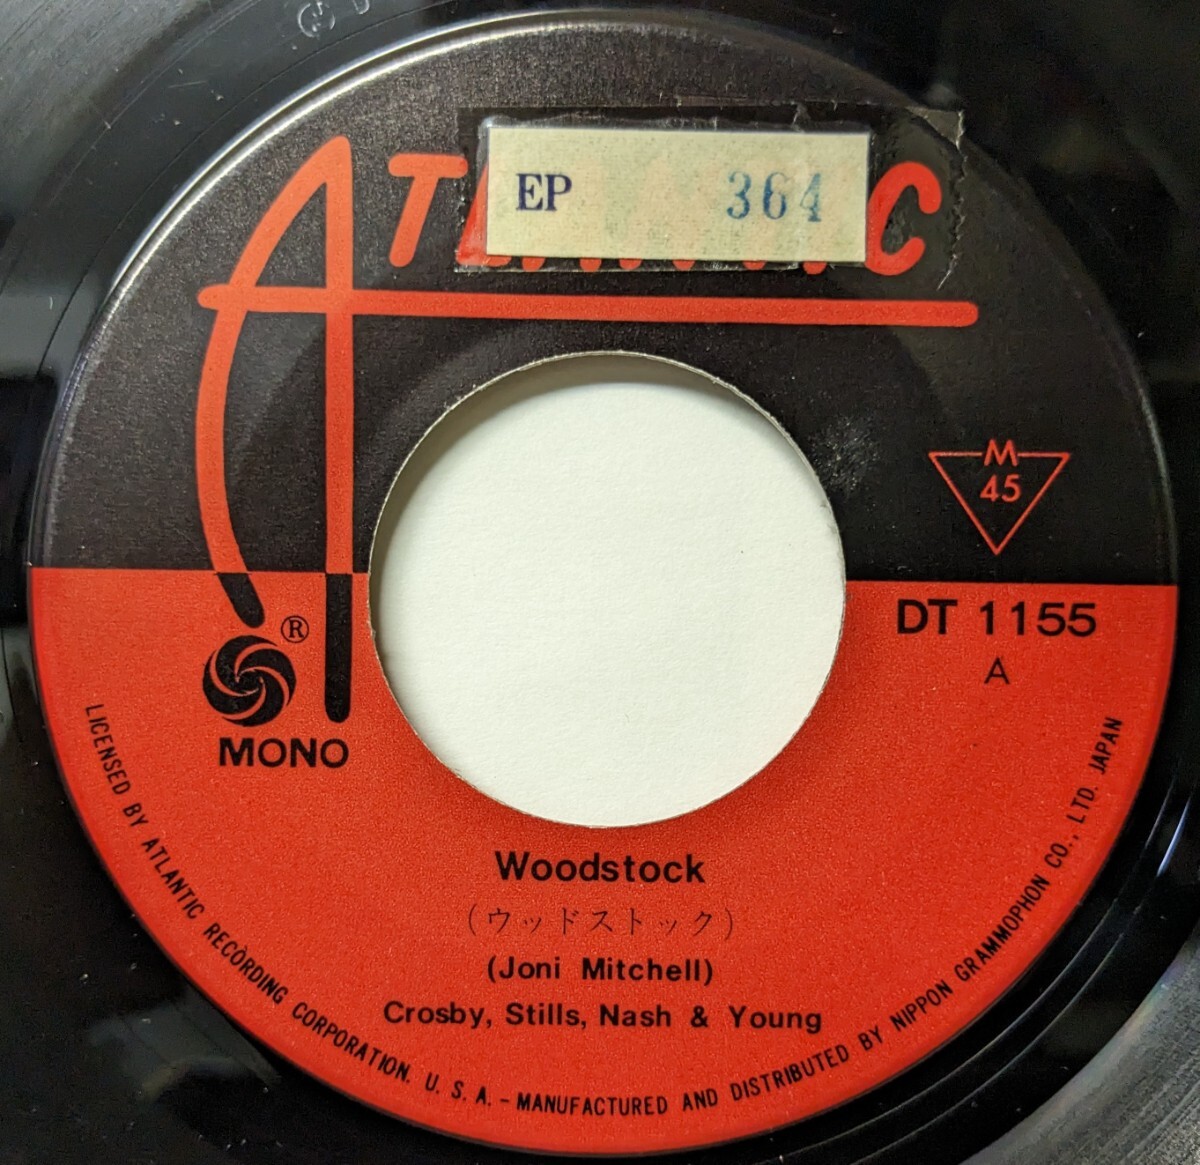 ATLANTIC
EP 364
M
45
DT 1155
A
®
MONO
Woodstock
(ウッドストック)
(Joni Mitchell)
Crosby, Stills, Nash & Young
LICENSED BY ATLANTIC RECORDING CORPORATION. U. S. A. - MANUFACTURED AND DISTRIBUTED BY NIPPON GRAMMOPHON CO., LTD. JAPAN